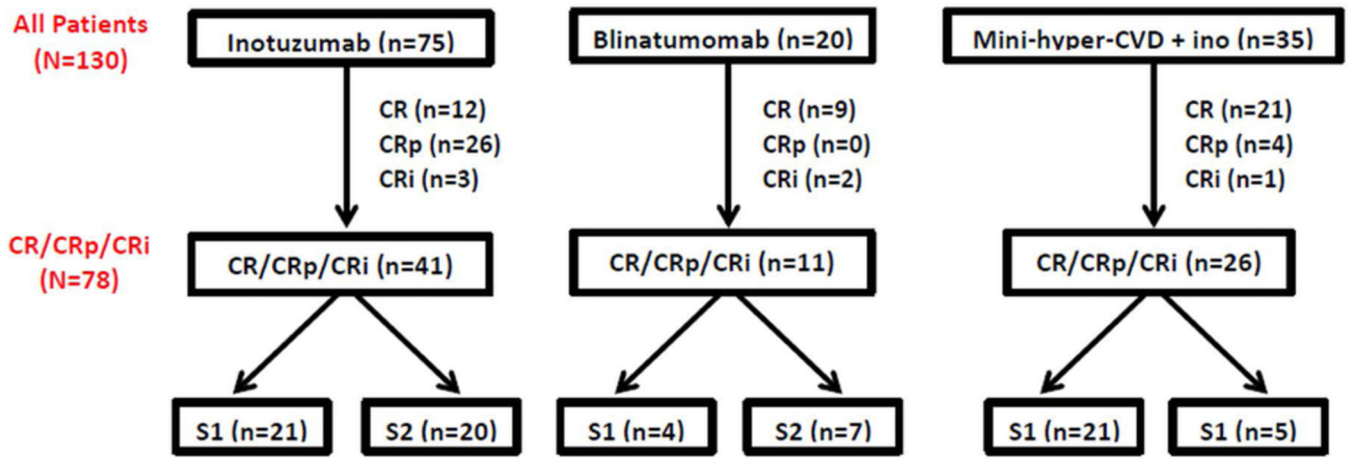 All Patients
(N=130)
Inotuzumab (n=75)
Blinatumomab (n=20)
Mini-hyper-CVD + ino (n=35)
CR (n=12)
CRp (n=26)
CRi (n=3)
CR (n=9)
CRp (n=0)
CRi (n=2)
CR (n=21)
CRp (n=4)
CRi (n=1)
CR/CRp/CRi
(N=78)
CR/CRp/CRi (n=41)
CR/CRp/CRi (n=11)
CR/CRp/CRi (n=26)
S1 (n=21)
S2 (n=20)
S1 (n=4)
S2 (n=7)
S1 (n=21)
S1 (n=5)